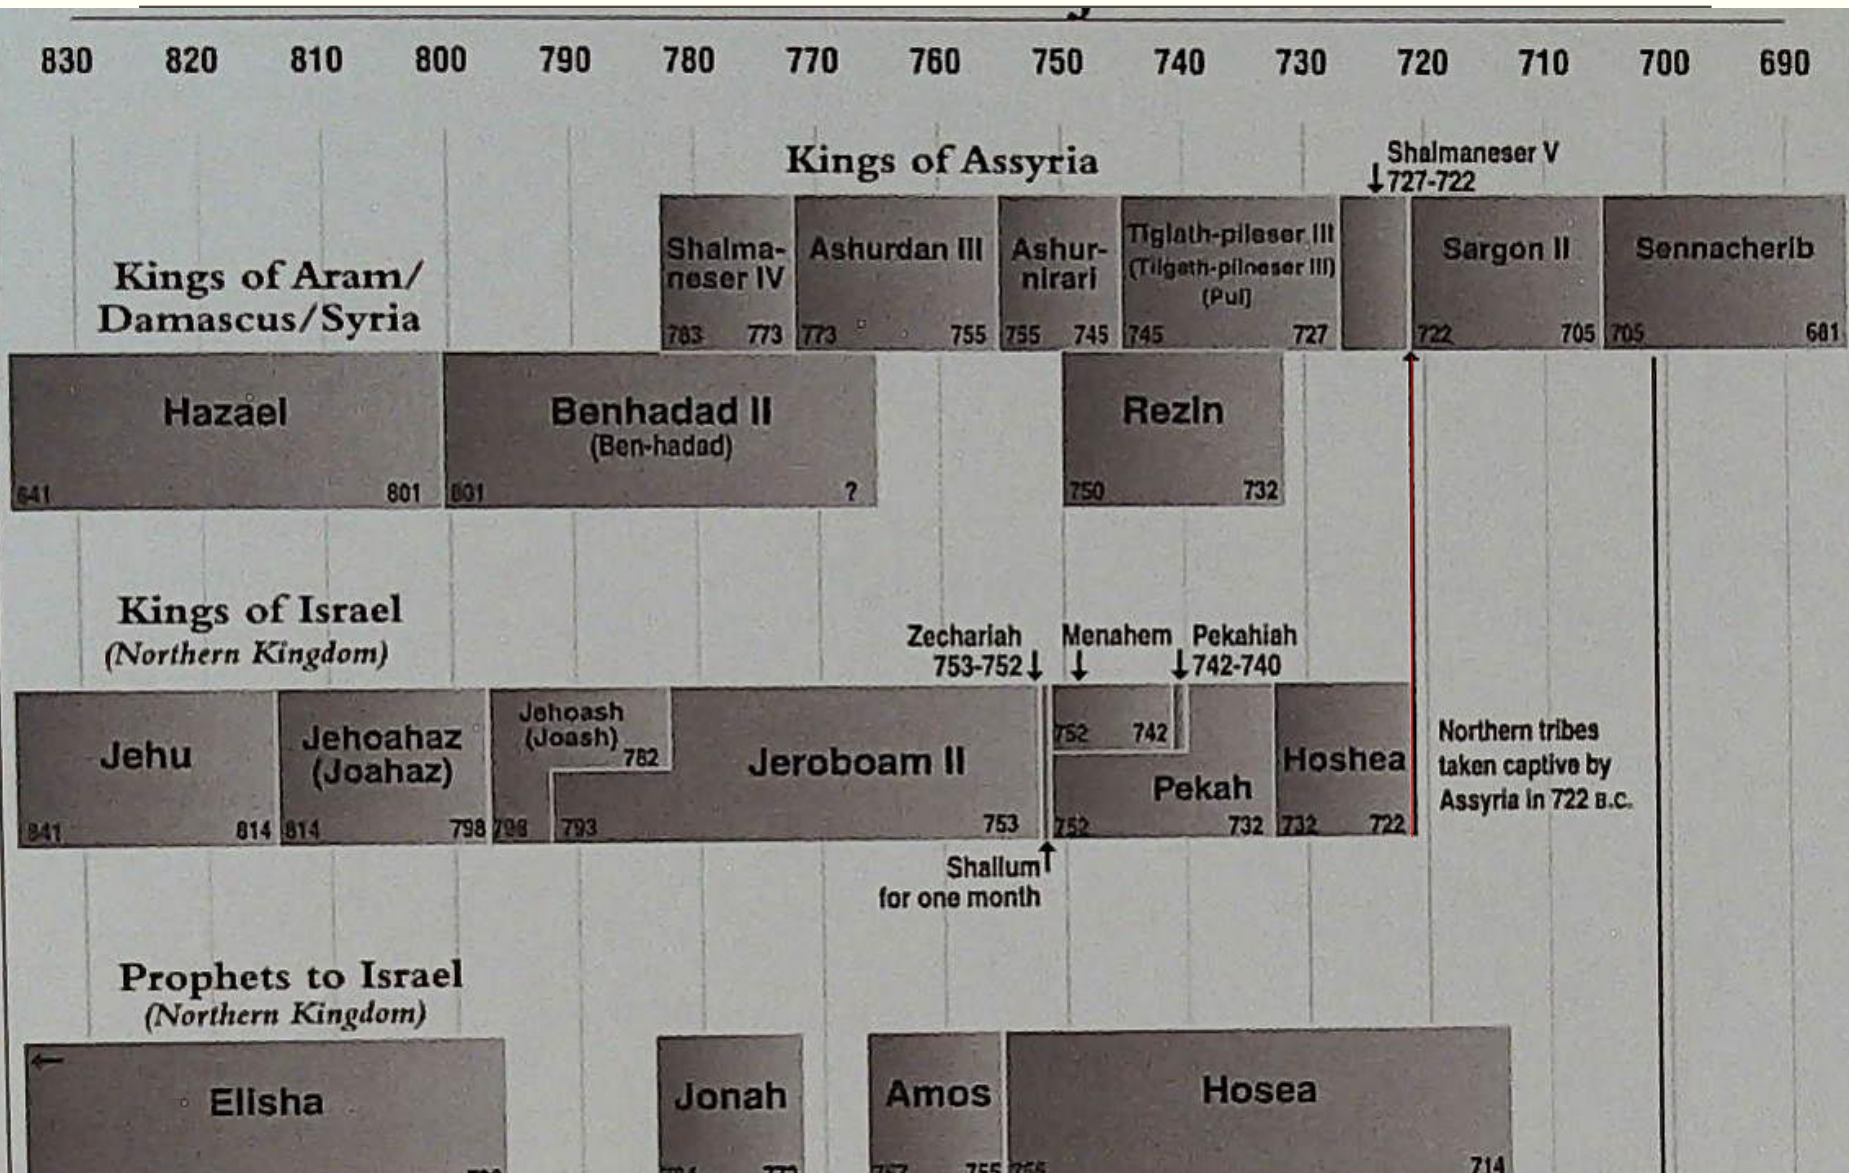 830 820 810 800 790 780 770 760 750 740 730 720 710 700 690
Kings of Assyria
Shalmaneser V
727-722
Shalma-
neser IV
783 773
Ashurdan III
773 755
Ashur-
nirari
755 745
Tiglath-pileser III
(Tilgath-pilneser III)
(Pul)
745 727
Sargon II
722 705
Sennacherib
705 681
Kings of Aram/
Damascus/Syria
Hazael
841 801
Benhadad II
(Ben-hadad)
801 ?
Rezin
750 732
Kings of Israel
(Northern Kingdom)
Zechariah
753-752
Menahem
Pekahiah
742-740
Jehu
841 814
Jehoahaz
(Joahaz)
814 798
Jehoash
(Joash)
782
798
Jeroboam II
793 753
752 742
Pekah
752 732
Hoshea
732 722
Northern tribes
taken captive by
Assyria in 722 B.C.
Shallum
for one month
Prophets to Israel
(Northern Kingdom)
Elisha
Jonah
Amos
755
Hosea
714